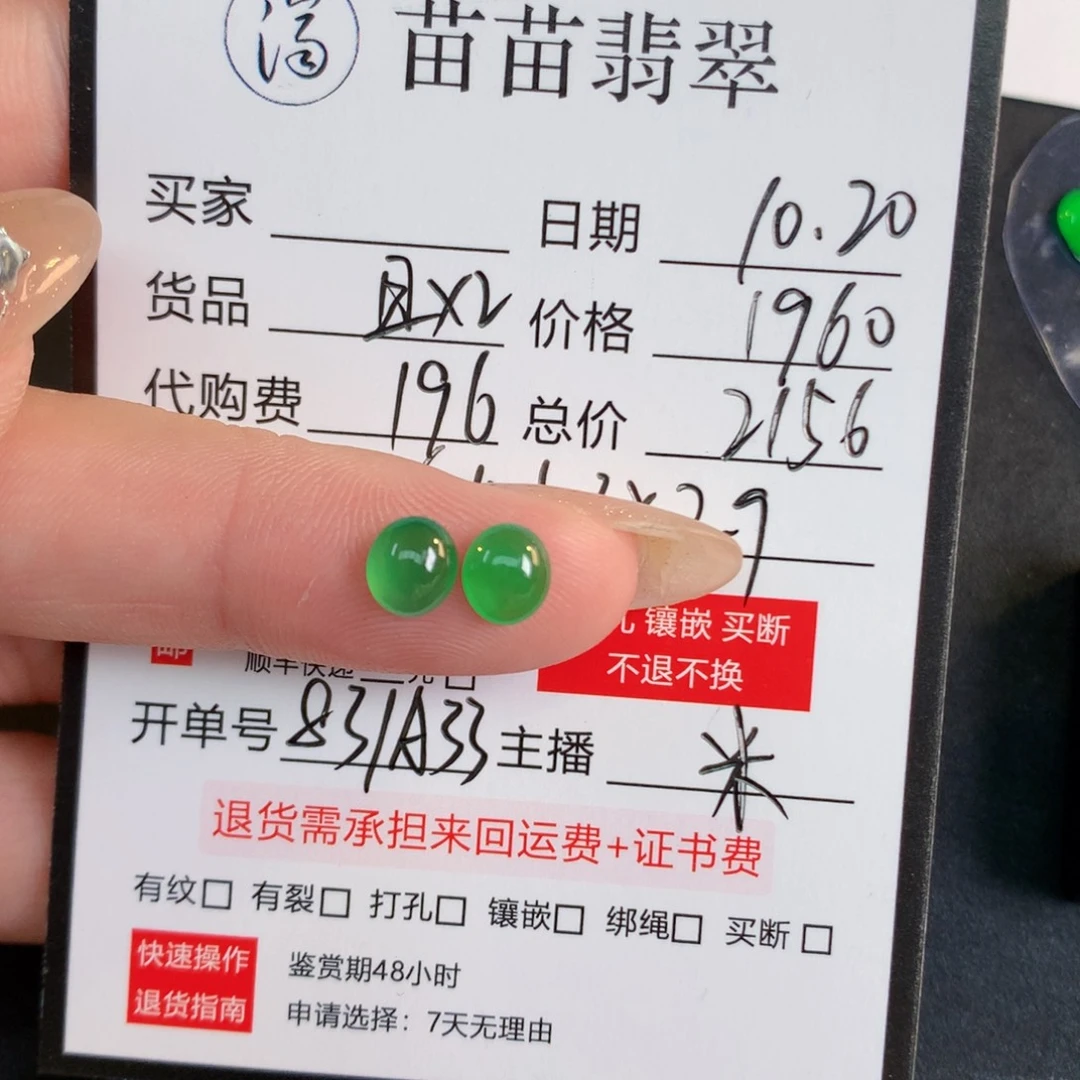 苗苗翡翠
买家 日期 10.20
货品 ×2 价格 1960
代购费 196 总价 2156
镶嵌 买断
不退不换
顺丰快递
开单号 831A33 主播 米
退货需承担来回运费+证书费
有纹□ 有裂□ 打孔□ 镶嵌□ 绑绳□ 买断□
快速操作 鉴赏期48小时
退货指南 申请选择：7天无理由